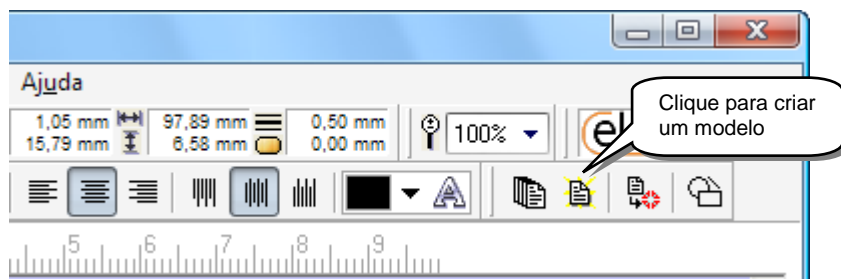 Ajuda
Clique para criar
um modelo
1,05 mm 97,89 mm 0,50 mm
15,79 mm 6,58 mm 0,00 mm
100%
5 6 7 8 9